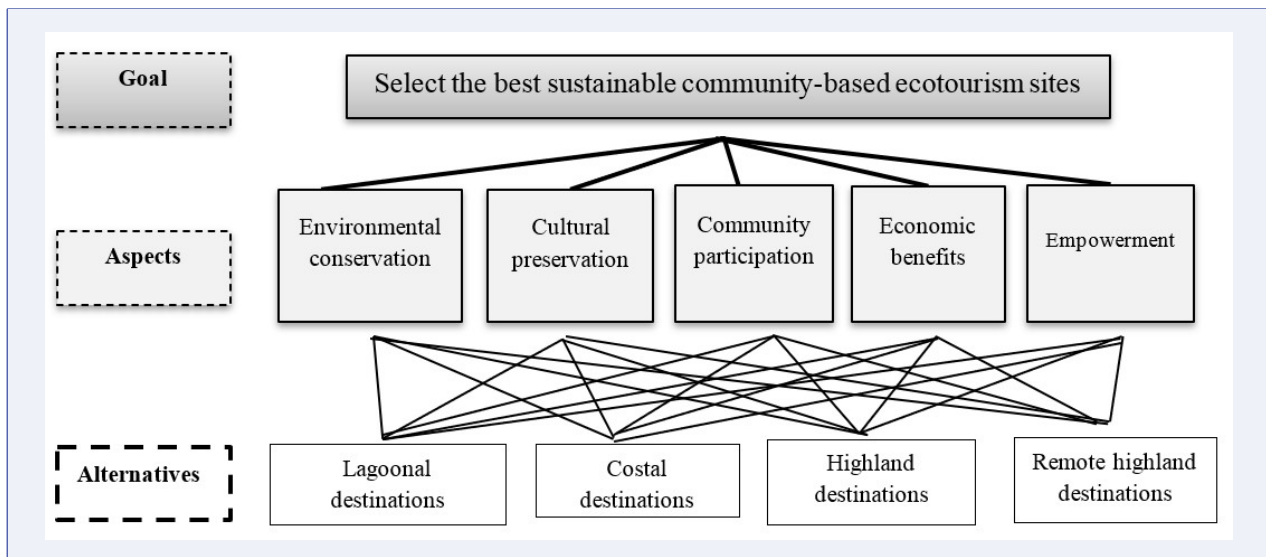 Goal
Select the best sustainable community-based ecotourism sites
Aspects
Environmental
conservation
Cultural
preservation
Community
participation
Economic
benefits
Empowerment
Alternatives
Lagoonal
destinations
Costal
destinations
Highland
destinations
Remote highland
destinations